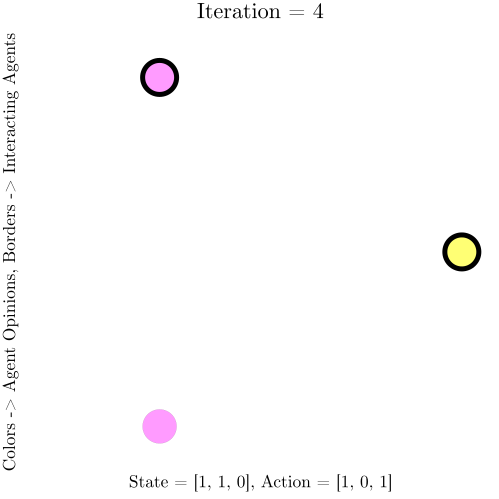 Iteration = 4
Colors -> Agent Opinions, Borders -> Interacting Agents
State = [1, 1, 0], Action = [1, 0, 1]